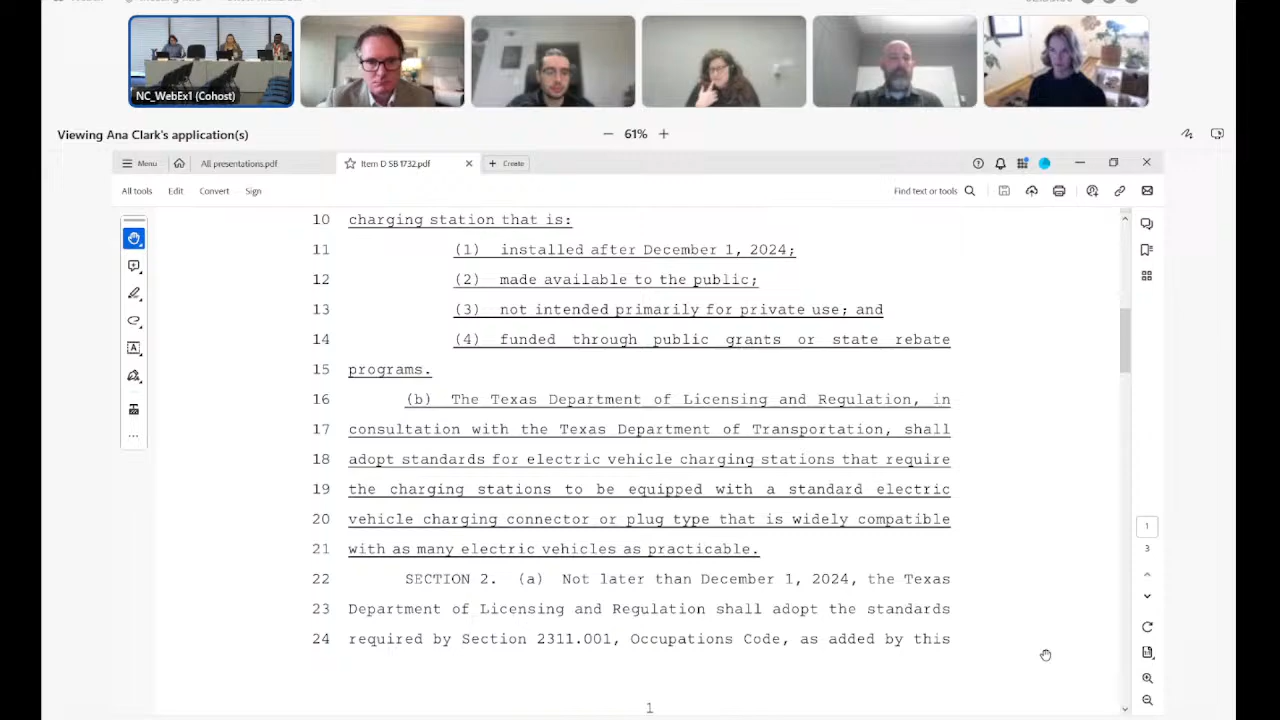 NC_WebEx1 (Cohost)
Viewing Ana Clark's application(s)
61%
Menu
All presentations.pdf
Item D SB 1732.pdf
Create
All tools
Edit
Convert
Sign
Find text or tools
10 charging station that is:
11 (1) installed after December 1, 2024;
12 (2) made available to the public;
13 (3) not intended primarily for private use; and
14 (4) funded through public grants or state rebate
15 programs.
16 (b) The Texas Department of Licensing and Regulation, in
17 consultation with the Texas Department of Transportation, shall
18 adopt standards for electric vehicle charging stations that require
19 the charging stations to be equipped with a standard electric
20 vehicle charging connector or plug type that is widely compatible
21 with as many electric vehicles as practicable.
22 SECTION 2. (a) Not later than December 1, 2024, the Texas
23 Department of Licensing and Regulation shall adopt the standards
24 required by Section 2311.001, Occupations Code, as added by this
1
1
3